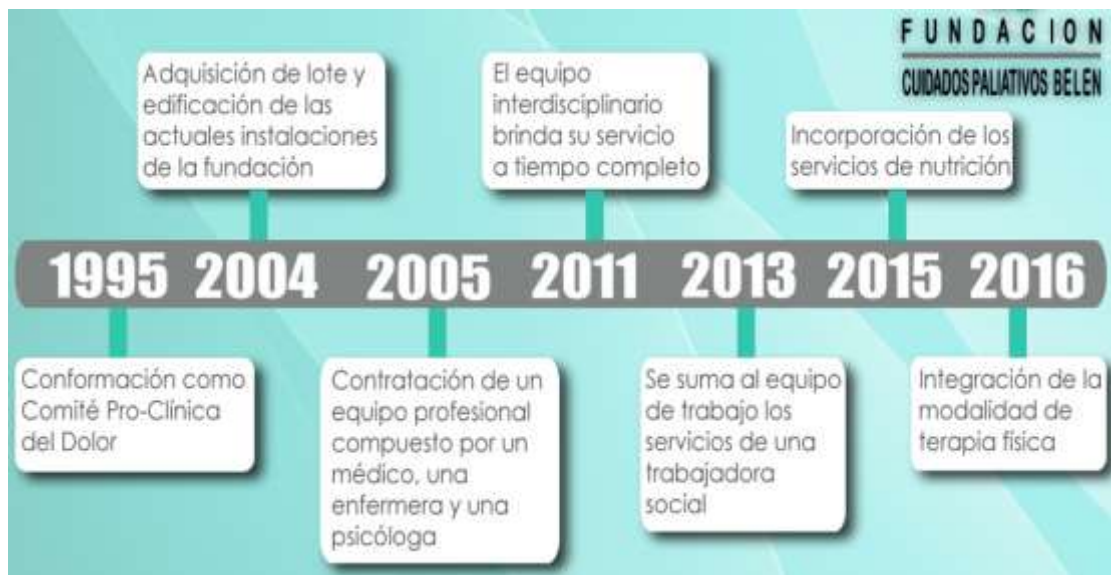 FUNDACION
CUIDADOS PALIATIVOS BELEN
Adquisición de lote y
edificación de las
actuales instalaciones
de la fundación
El equipo
interdisciplinario
brinda su servicio
a tiempo completo
Incorporación de los
servicios de nutrición
1995 2004 2005 2011 2013 2015 2016
Conformación como
Comité Pro-Clínica
del Dolor
Contratación de un
equipo profesional
compuesto por un
médico, una
enfermera y una
psicóloga
Se suma al equipo
de trabajo los
servicios de una
trabajadora
social
Integración de la
modalidad de
terapia física